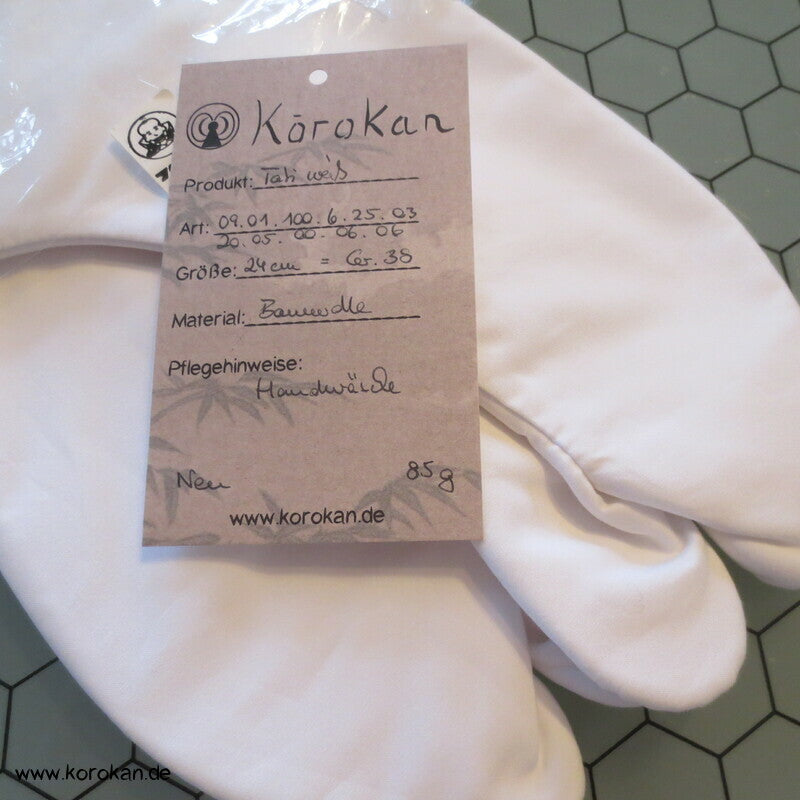 Kōrokan
Produkt: Tabi weiß
Art: 09.01.100.6.25.03
20.05.00.06.06
Größe: 24cm = Gr. 38
Material: Baumwolle
Pflegehinweise:
Handwäsche
Neu 85g
www.korokan.de
www.korokan.de